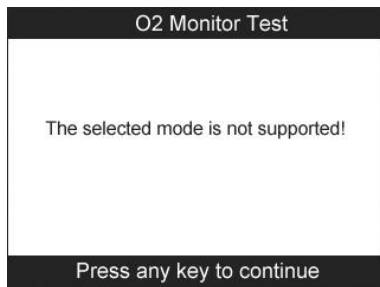 O2 Monitor Test
The selected mode is not supported!
Press any key to continue